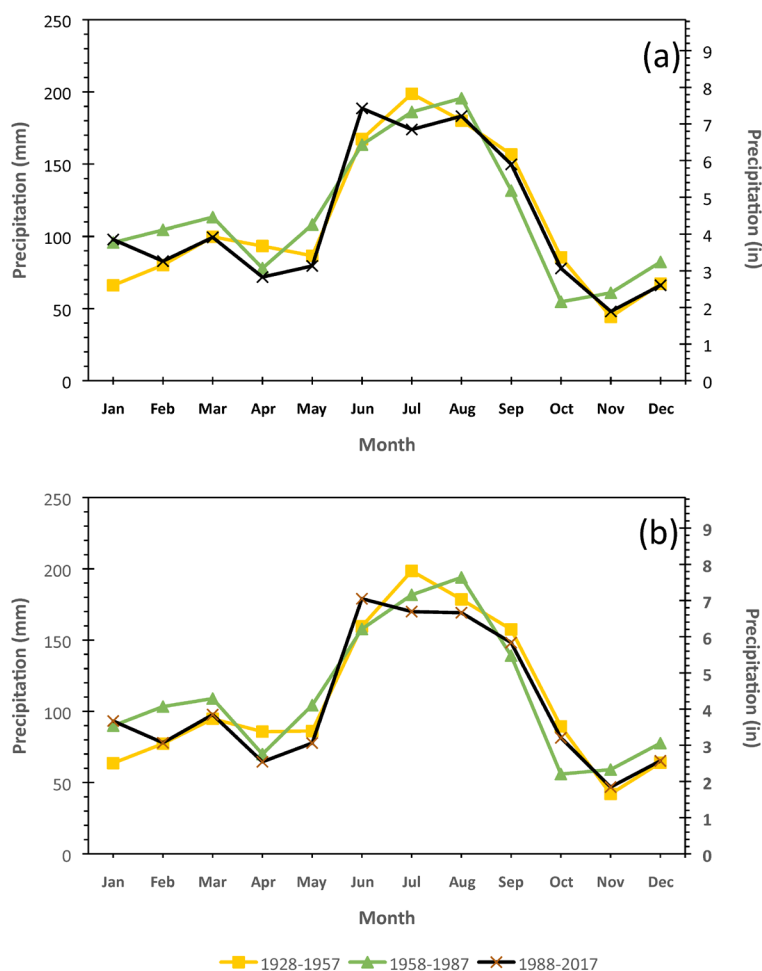 (a)
Precipitation (mm)
250
200
150
100
50
0
9
8
7
6
5
4
3
2
1
0
Precipitation (in)
Jan Feb Mar Apr May Jun Jul Aug Sep Oct Nov Dec
Month
(b)
Precipitation (mm)
250
200
150
100
50
0
9
8
7
6
5
4
3
2
1
0
Precipitation (in)
Jan Feb Mar Apr May Jun Jul Aug Sep Oct Nov Dec
Month
1928-1957 1958-1987 1988-2017